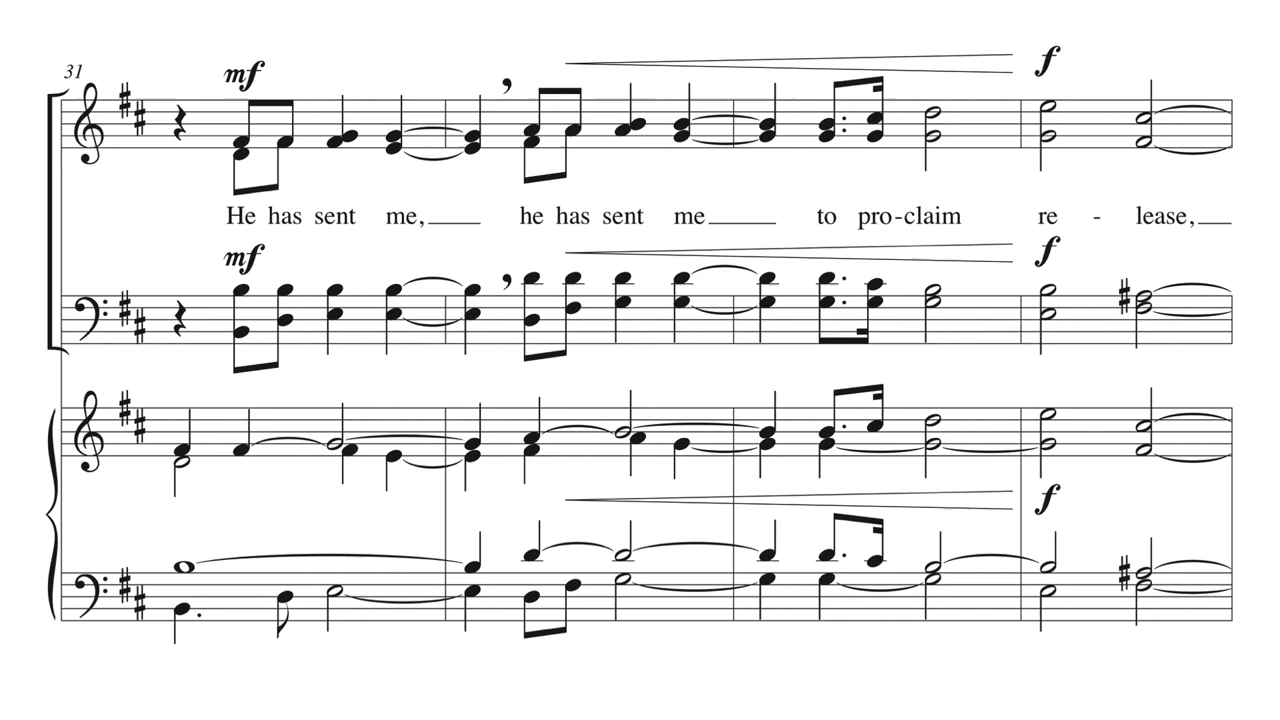 31
mf
f
He has sent me, he has sent me to pro-claim re - lease,
mf
f
f